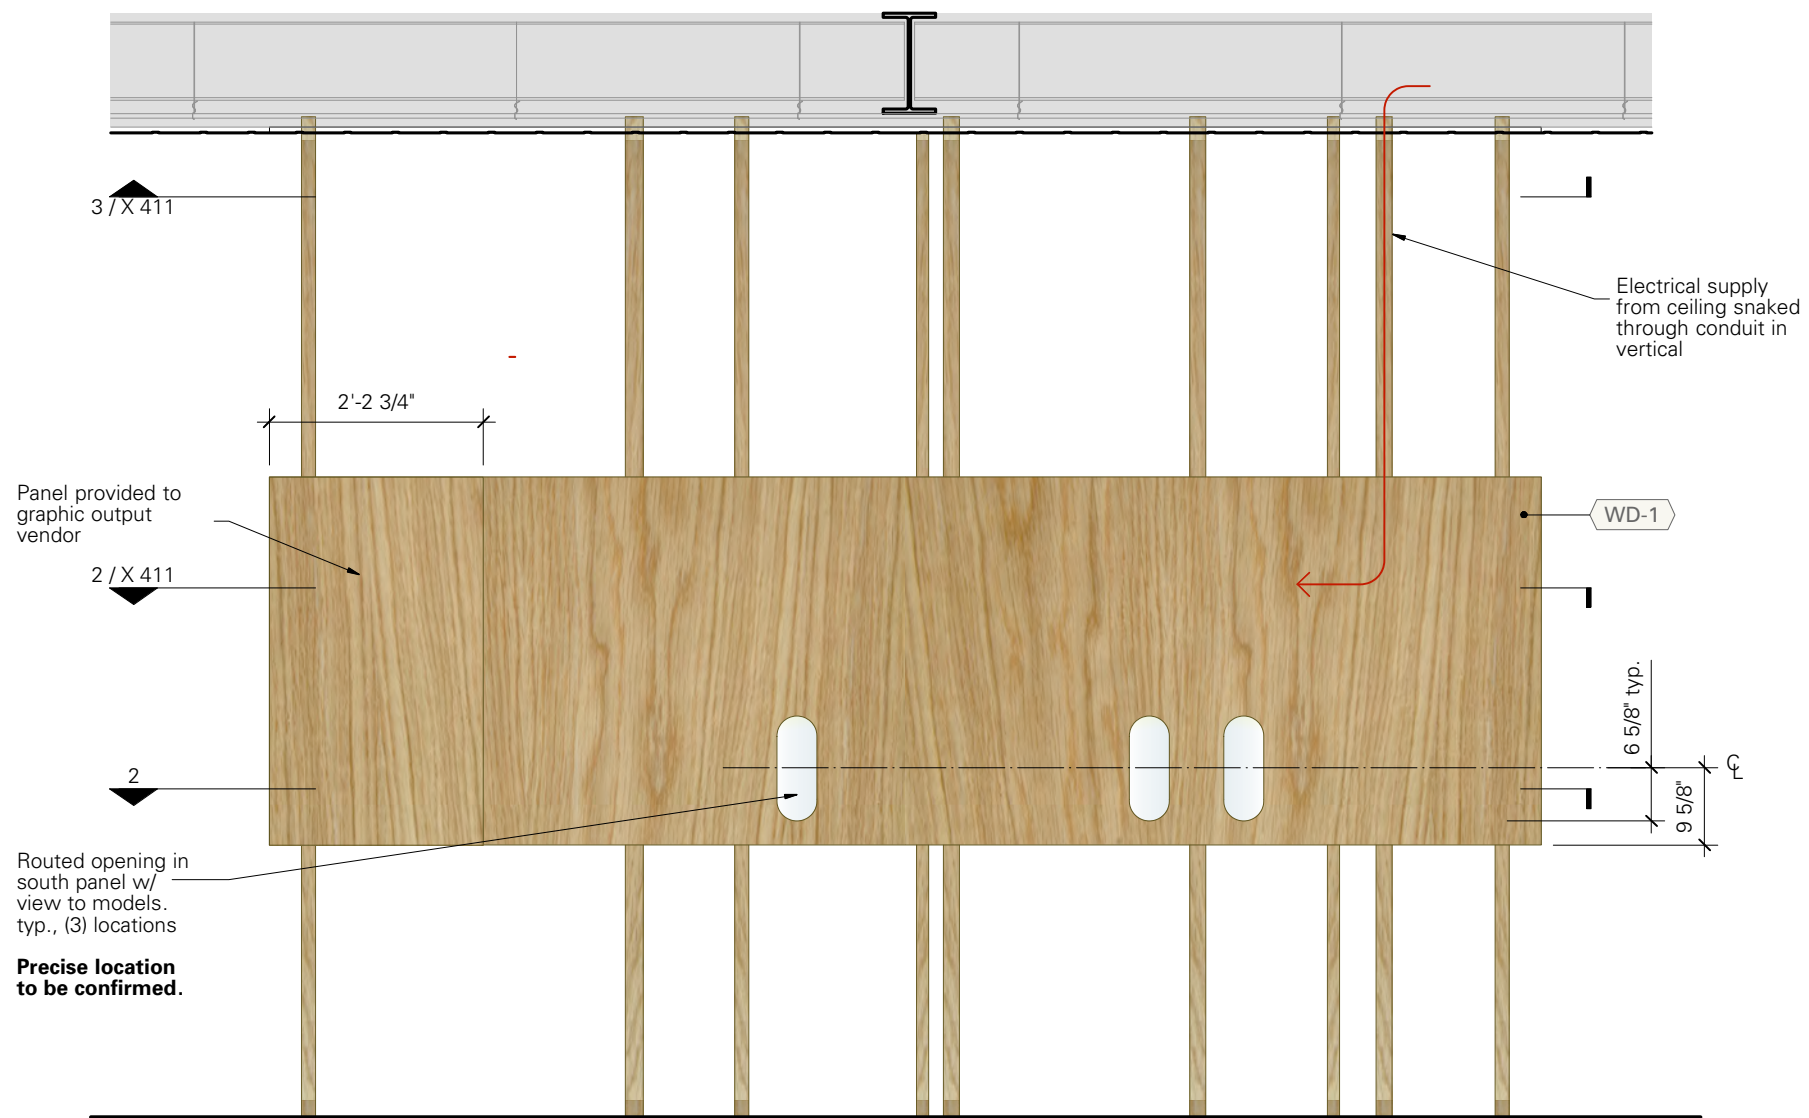 3 / X 411
Electrical supply
from ceiling snaked
through conduit in
vertical
2'-2 3/4"
Panel provided to
graphic output
vendor
WD-1
2 / X 411
6 5/8" typ.
2
℄
9 5/8"
Routed opening in
south panel w/
view to models.
typ., (3) locations
Precise location
to be confirmed.